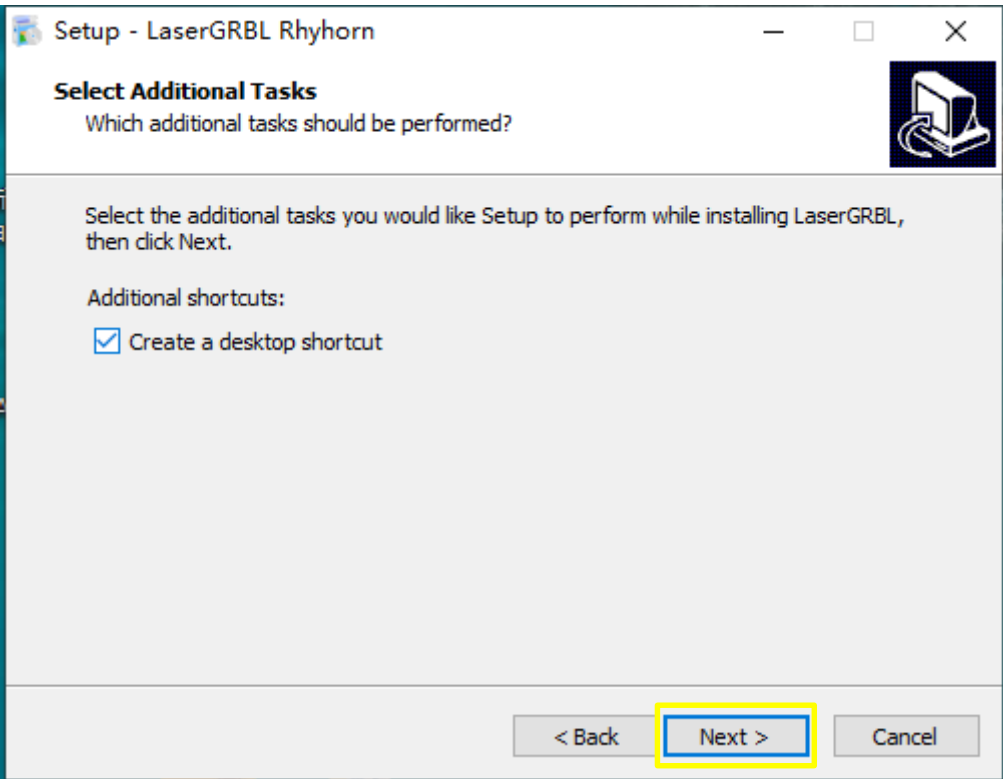 Setup - LaserGRBL Rhyhorn
Select Additional Tasks
Which additional tasks should be performed?
Select the additional tasks you would like Setup to perform while installing LaserGRBL,
then click Next.
Additional shortcuts:
Create a desktop shortcut
< Back
Next >
Cancel